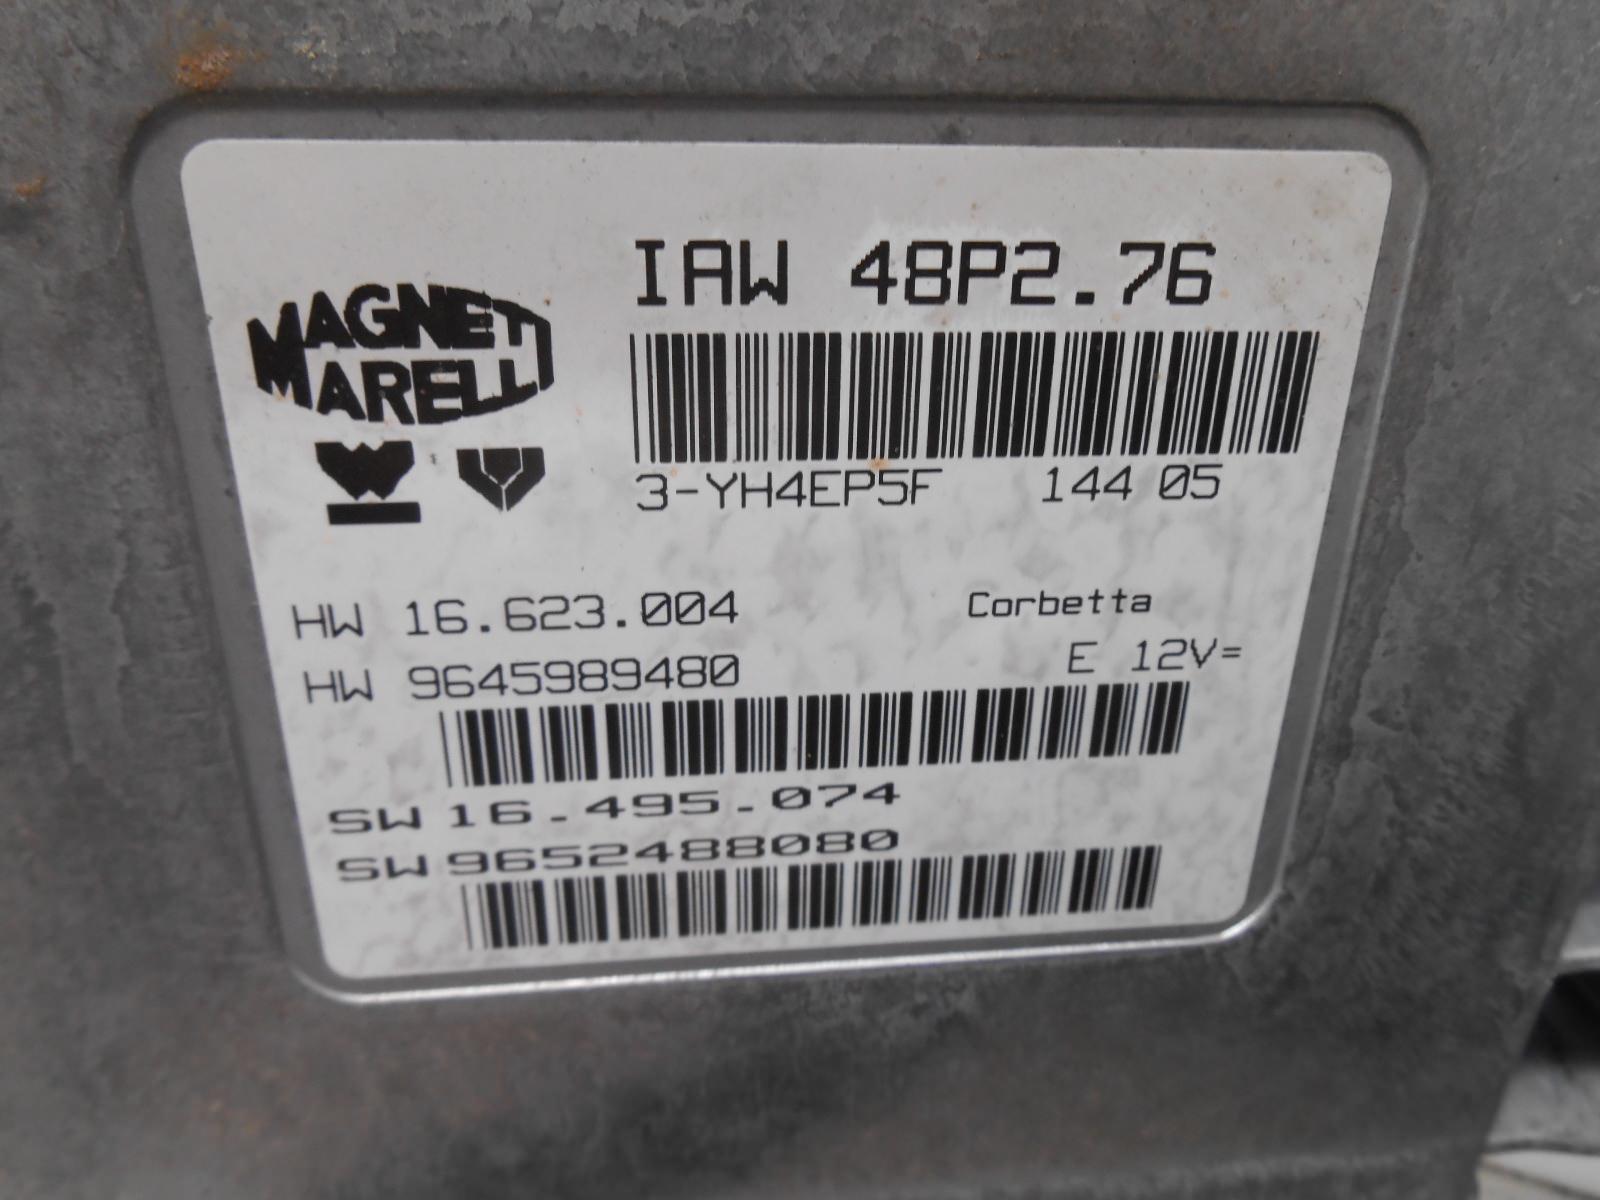 MAGNETI
MARELLI
IAW 48P2.76
3-YH4EP5F 144 05
HW 16.623.004 Corbetta
HW 9645989480 E 12V=
SW 16.495.074
SW 9652488080